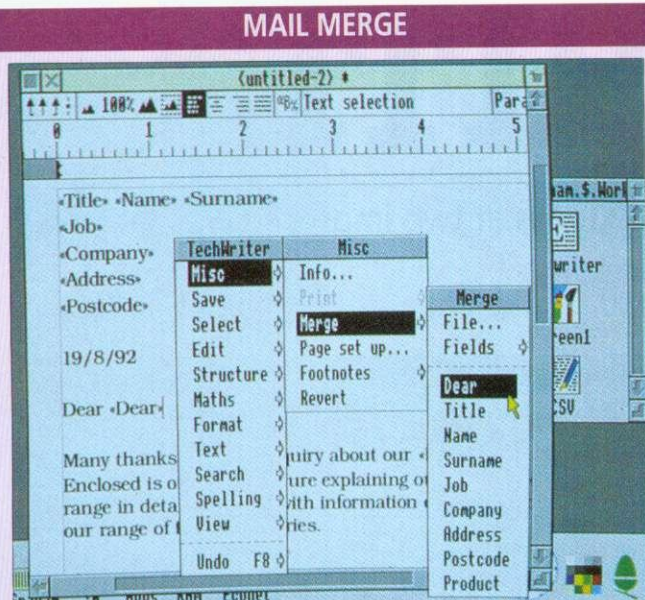 MAIL MERGE
<untitled-2> *
100% Text selection Para
0 1 2 3 4 5
«Title» «Name» «Surname»
«Job»
«Company»
«Address»
«Postcode»
19/8/92
Dear «Dear»
Many thanks
uiry about our «
Enclosed is o
ure explaining o
range in deta
ith information
our range of
ries.
TechWriter
Misc
Save
Select
Edit
Structure
Maths
Format
Text
Search
Spelling
View
Undo F8
Misc
Info...
Print
Merge
Page set up...
Footnotes
Revert
Merge
File...
Fields
Dear
Title
Name
Surname
Job
Company
Address
Postcode
Product
am.$.Work
writer
reen1
CSV